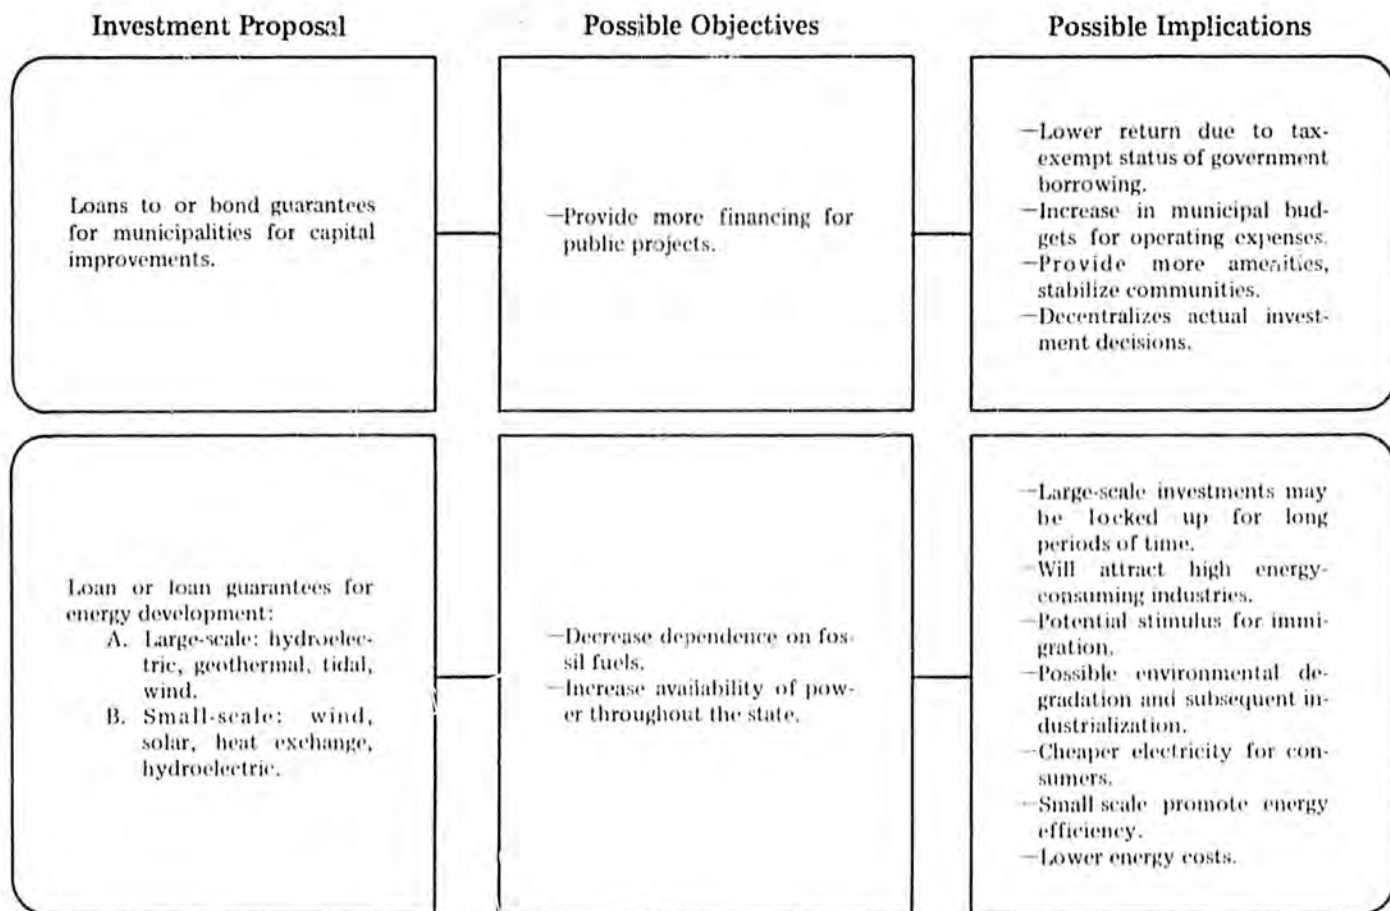 Investment Proposal
Possible Objectives
Possible Implications
Loans to or bond guarantees
for municipalities for capital
improvements.
—Provide more financing for
public projects.
—Lower return due to tax-
exempt status of government
borrowing.
—Increase in municipal bud-
gets for operating expenses.
—Provide more amenities,
stabilize communities.
—Decentralizes actual invest-
ment decisions.
Loan or loan guarantees for
energy development:
A. Large-scale: hydroelec-
tric, geothermal, tidal,
wind.
B. Small-scale: wind,
solar, heat exchange,
hydroelectric.
—Decrease dependence on fos-
sil fuels.
—Increase availability of pow-
er throughout the state.
—Large-scale investments may
be locked up for long
periods of time.
—Will attract high energy-
consuming industries.
—Potential stimulus for immi-
gration.
—Possible environmental de-
gradation and subsequent in-
dustrialization.
—Cheaper electricity for con-
sumers.
—Small scale promote energy
efficiency.
—Lower energy costs.